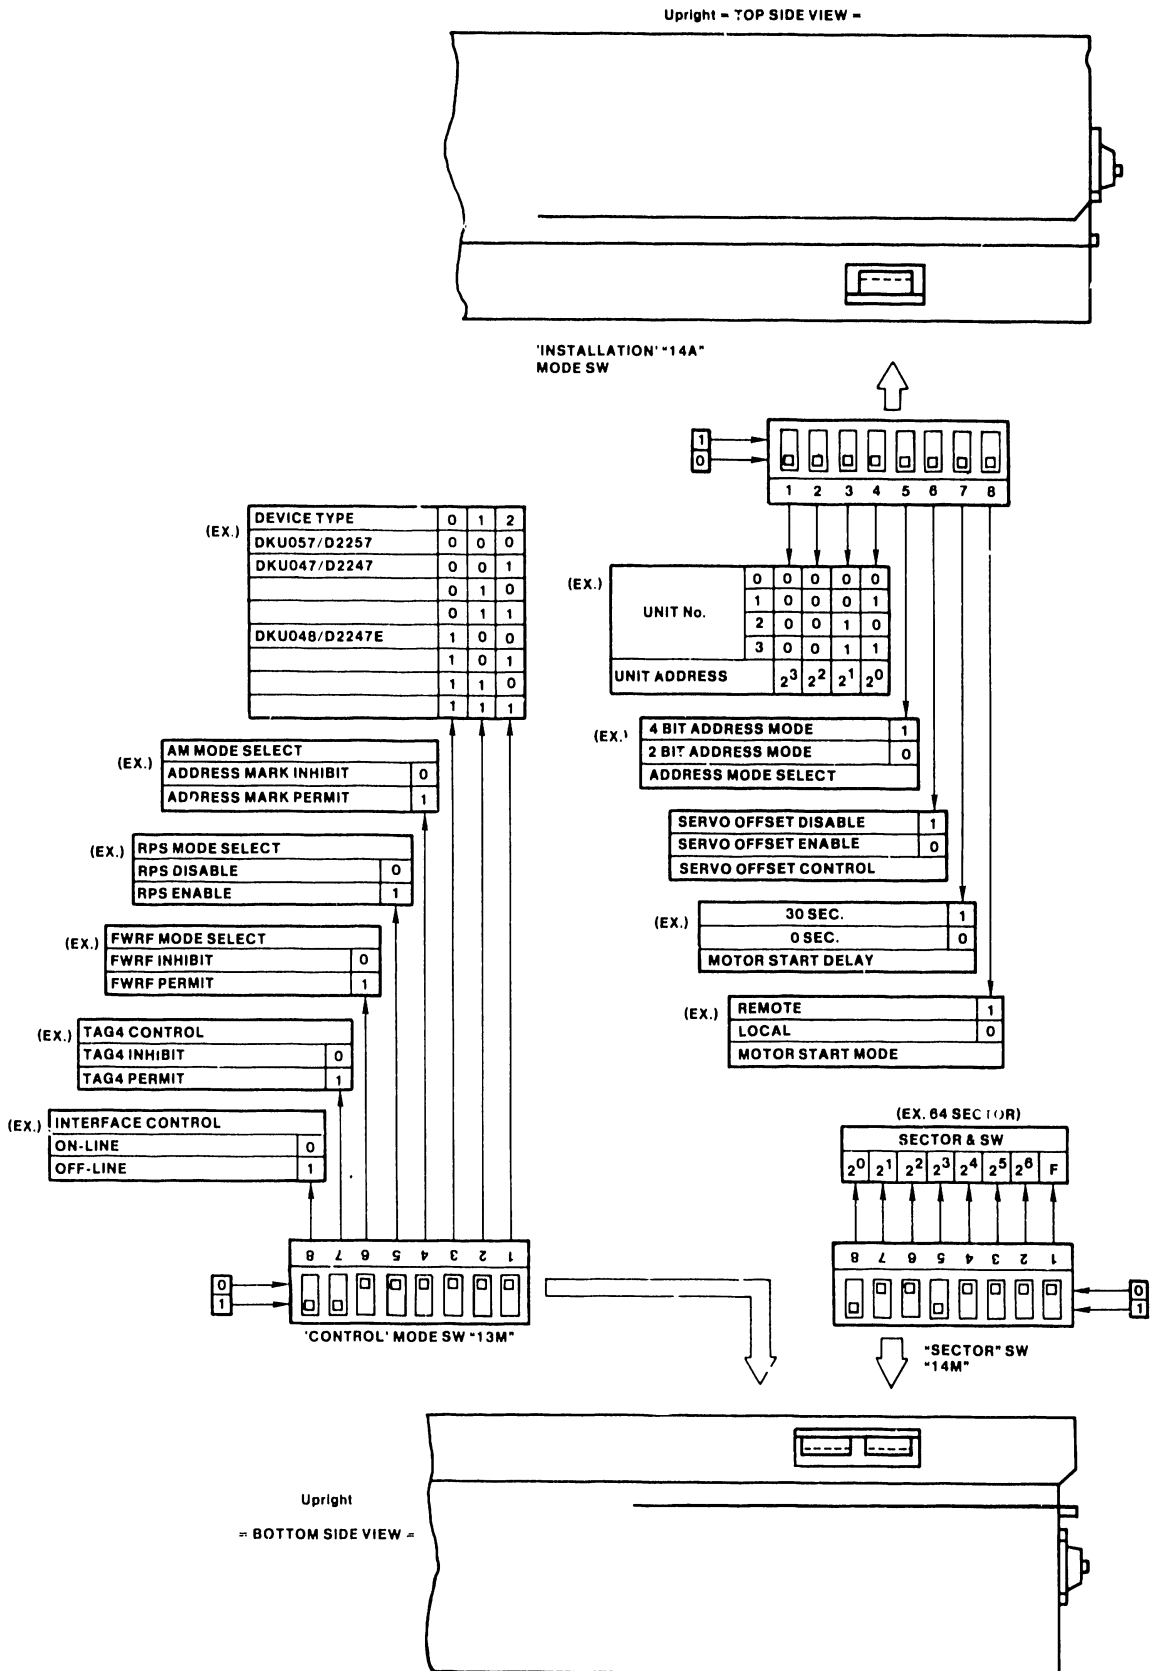 Upright = TOP SIDE VIEW =
'INSTALLATION' "14A"
MODE SW
1
0
1 2 3 4 5 6 7 8
(EX.)
DEVICE TYPE 0 1 2
DKU057/D2257 0 0 0
DKU047/D2247 0 0 1
0 1 0
0 1 1
DKU048/D2247E 1 0 0
1 0 1
1 1 0
1 1 1
(EX.)
UNIT No.
0 0 0 0 0
1 0 0 0 1
2 0 0 1 0
3 0 0 1 1
UNIT ADDRESS 2³ 2² 2¹ 2⁰
(EX.)
4 BIT ADDRESS MODE 1
2 BIT ADDRESS MODE 0
ADDRESS MODE SELECT
(EX.)
AM MODE SELECT
ADDRESS MARK INHIBIT 0
ADDRESS MARK PERMIT 1
SERVO OFFSET DISABLE 1
SERVO OFFSET ENABLE 0
SERVO OFFSET CONTROL
(EX.)
RPS MODE SELECT
RPS DISABLE 0
RPS ENABLE 1
(EX.)
30 SEC. 1
0 SEC. 0
MOTOR START DELAY
(EX.)
FWRF MODE SELECT
FWRF INHIBIT 0
FWRF PERMIT 1
(EX.)
REMOTE 1
LOCAL 0
MOTOR START MODE
(EX.)
TAG4 CONTROL
TAG4 INHIBIT 0
TAG4 PERMIT 1
(EX.)
INTERFACE CONTROL
ON-LINE 0
OFF-LINE 1
(EX. 64 SECTOR)
SECTOR & SW
2⁰ 2¹ 2² 2³ 2⁴ 2⁵ 2⁶ F
8 7 6 5 4 3 2 1
0
1
'CONTROL' MODE SW "13M"
8 7 6 5 4 3 2 1
0
1
"SECTOR" SW
"14M"
Upright
= BOTTOM SIDE VIEW =